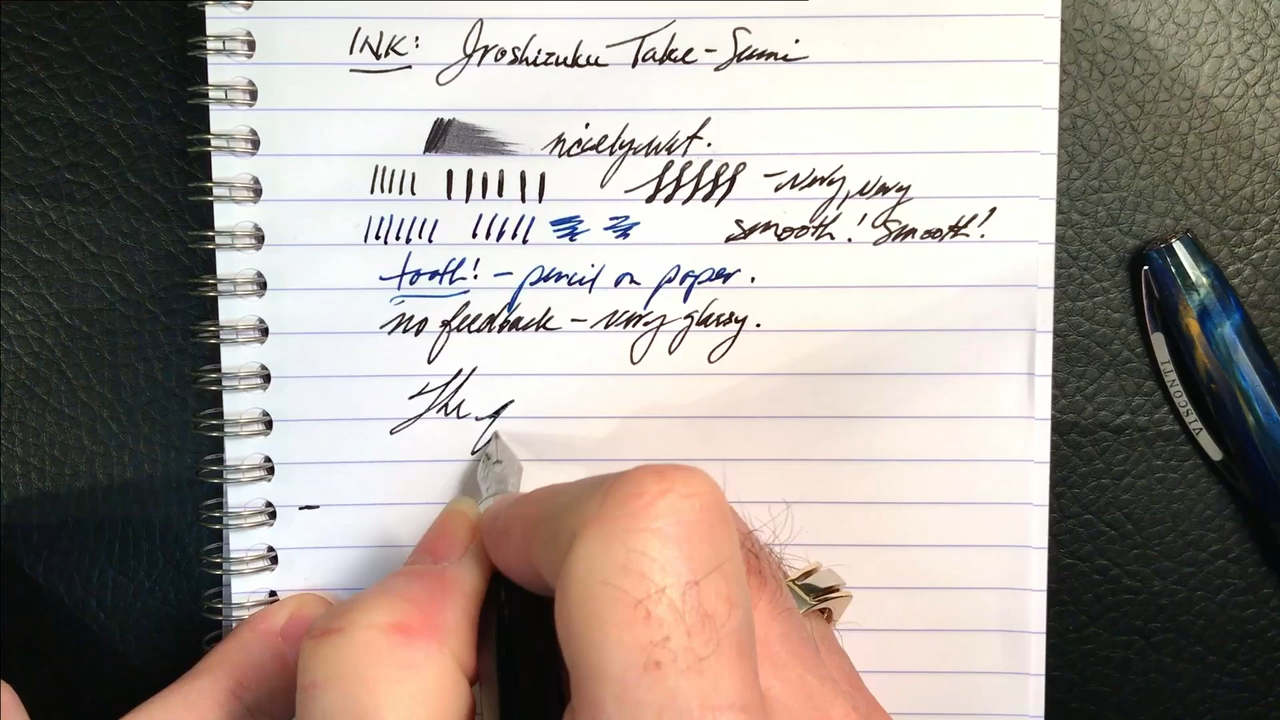 INK: Iroshizuku Take-Sumi
nicely wet.
- very, very
smooth! Smooth!
tooth! - pencil on paper.
no feedback - very glassy.
The q
VISCONTI